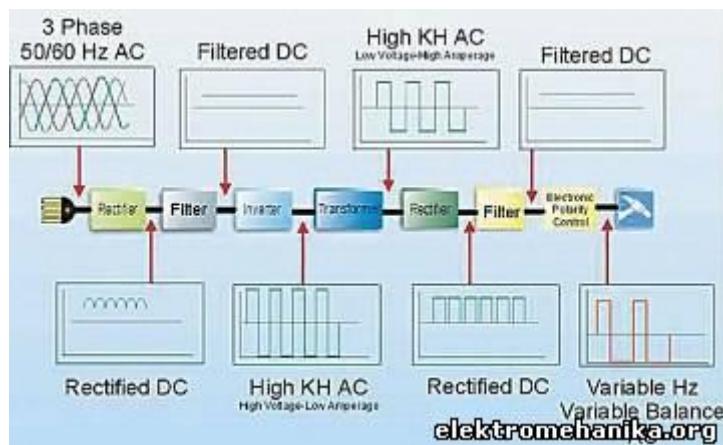 3 Phase
50/60 Hz AC
Filtered DC
High KH AC
Low Voltage-High Amperage
Filtered DC
Rectifier
Filter
Inverter
Transformer
Rectifier
Filter
Electronic
Polarity
Control
Rectified DC
High KH AC
High Voltage-Low Amperage
Rectified DC
Variable Hz
Variable Balance
elektromehanika.org